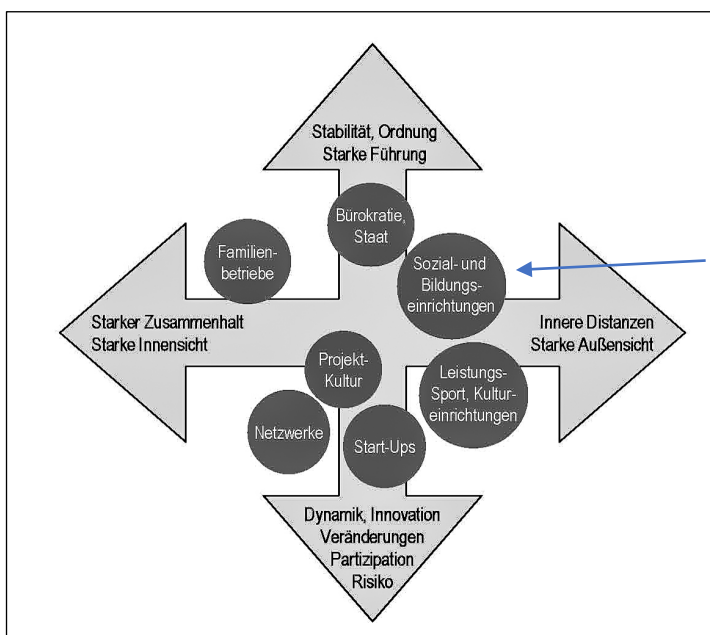 Stabilität, Ordnung
Starke Führung
Bürokratie,
Staat
Familien-
betriebe
Sozial- und
Bildungs-
einrichtungen
Starker Zusammenhalt
Starke Innensicht
Innere Distanzen
Starke Außensicht
Projekt-
Kultur
Leistungs-
Sport, Kultur-
einrichtungen
Netzwerke
Start-Ups
Dynamik, Innovation
Veränderungen
Partizipation
Risiko